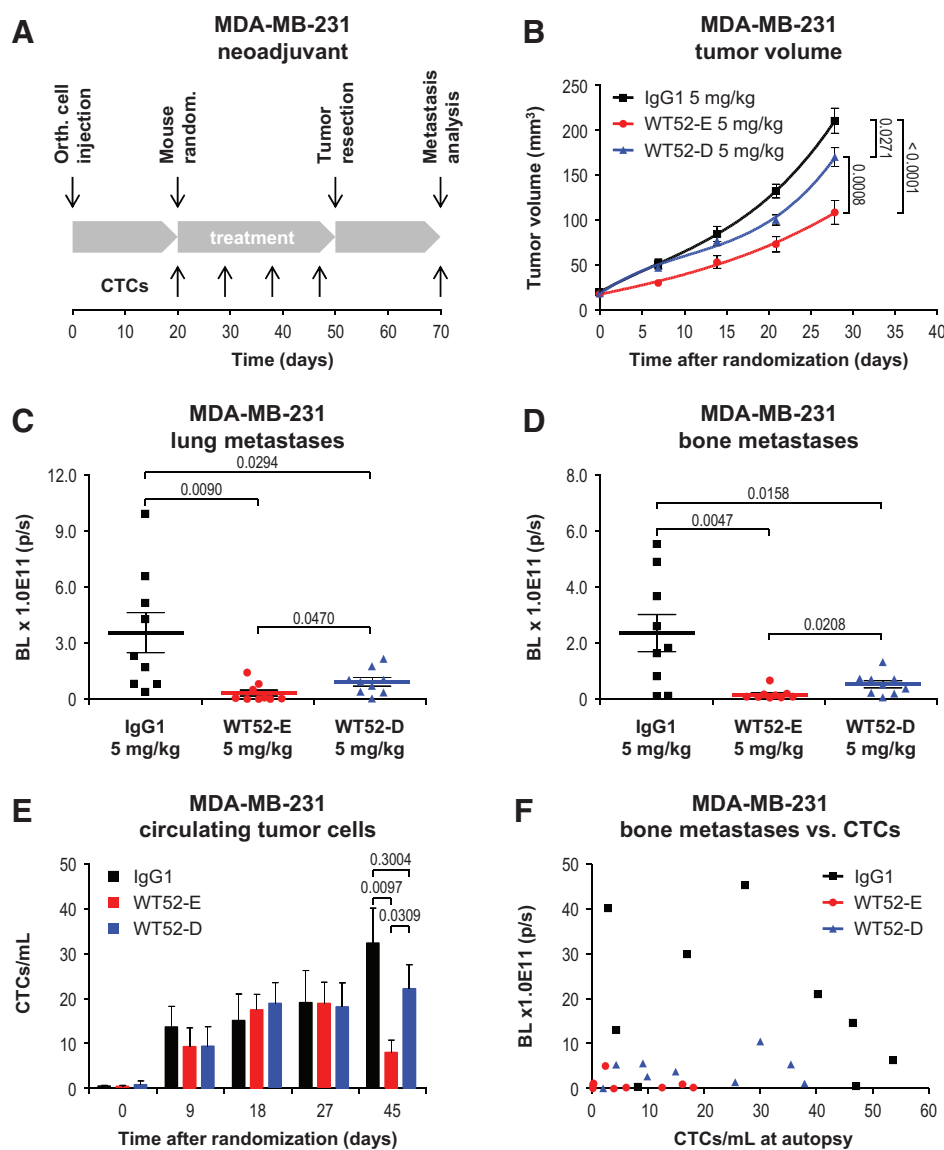 A
MDA-MB-231
neoadjuvant
Orth. cell
injection
Mouse
random.
Tumor
resection
Metastasis
analysis
treatment
CTCs
0 10 20 30 40 50 60 70
Time (days)
B
MDA-MB-231
tumor volume
Tumor volume (mm³)
250
200
150
100
50
0
IgG1 5 mg/kg
WT52-E 5 mg/kg
WT52-D 5 mg/kg
0.0008
0.0271
< 0.0001
0 5 10 15 20 25 30 35 40
Time after randomization (days)
C
MDA-MB-231
lung metastases
BL x 1.0E11 (p/s)
12.0
9.0
6.0
3.0
0
0.0294
0.0090
0.0470
IgG1 WT52-E WT52-D
5 mg/kg 5 mg/kg 5 mg/kg
D
MDA-MB-231
bone metastases
BL x 1.0E11 (p/s)
8.0
6.0
4.0
2.0
0
0.0158
0.0047
0.0208
IgG1 WT52-E WT52-D
5 mg/kg 5 mg/kg 5 mg/kg
E
MDA-MB-231
circulating tumor cells
CTCs/mL
50
40
30
20
10
0
IgG1
WT52-E
WT52-D
0.3004
0.0097
0.0309
0 9 18 27 45
Time after randomization (days)
F
MDA-MB-231
bone metastases vs. CTCs
BL x1.0E11 (p/s)
50
40
30
20
10
0
IgG1
WT52-E
WT52-D
0 10 20 30 40 50 60
CTCs/mL at autopsy